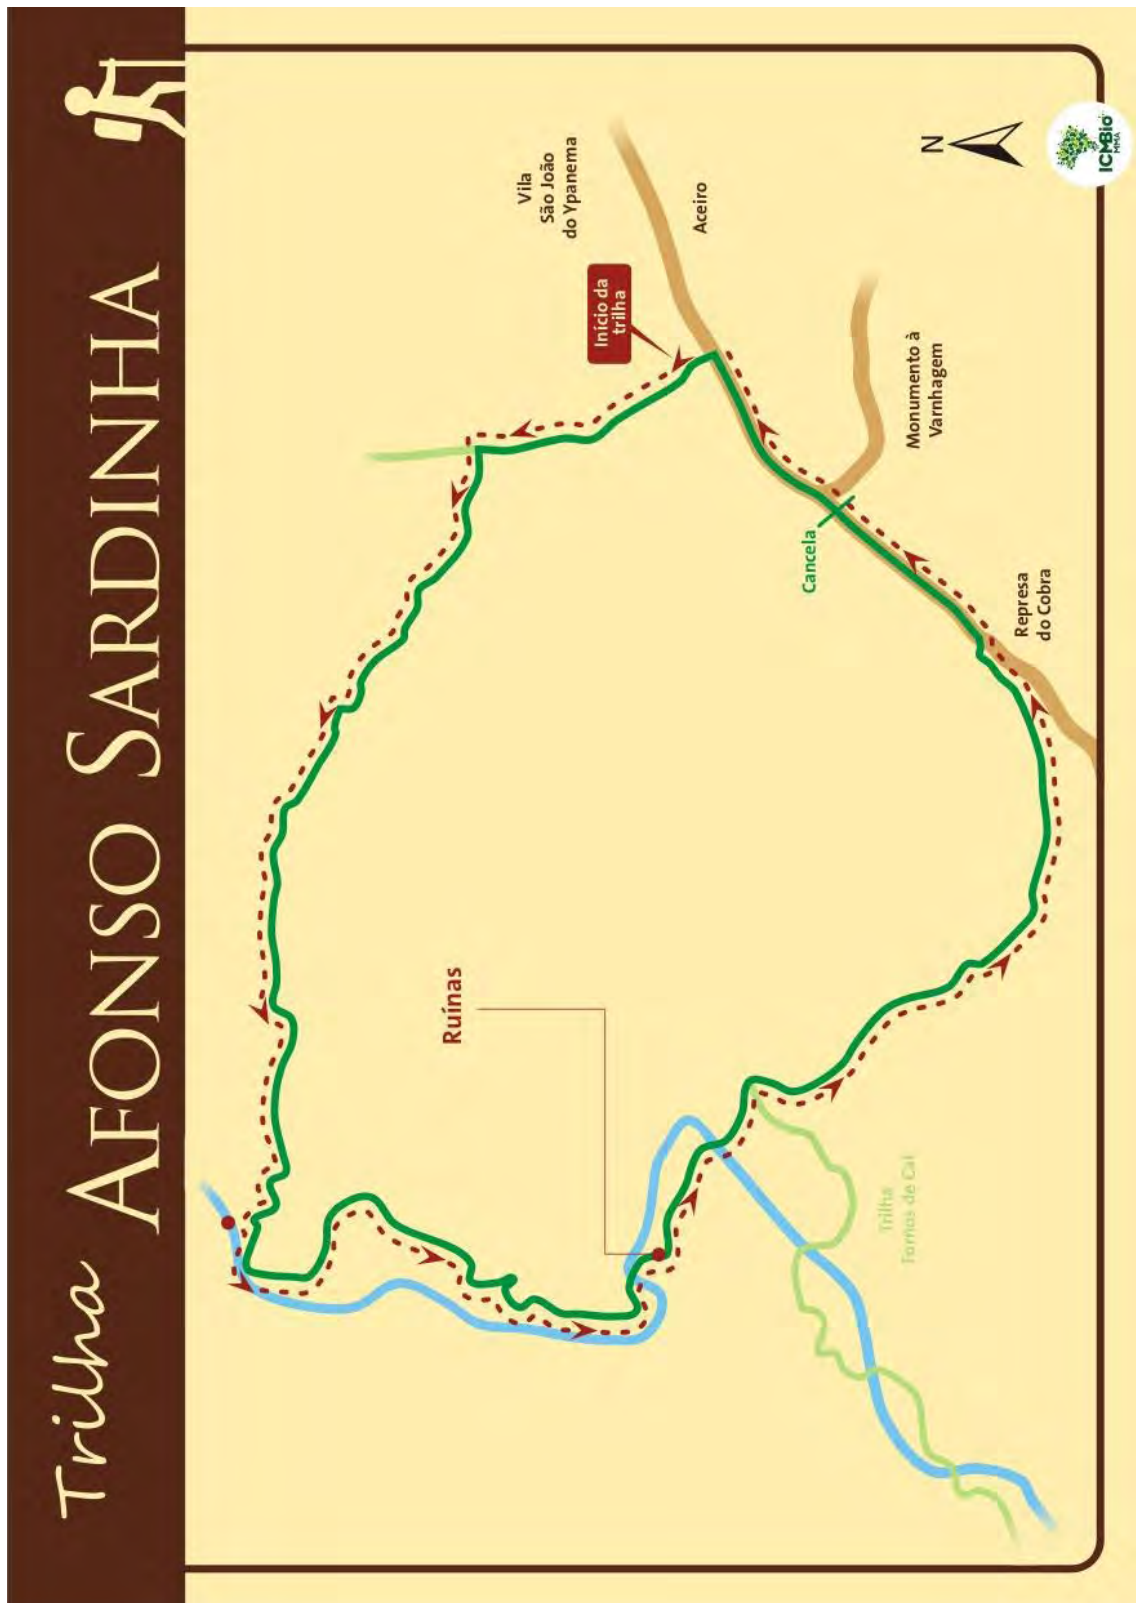 Trilha
AFONSO SARDINHA
Vila
São João
do Ypanema
Início da
trilha
Aceiro
N
ICMBio
MMA
Monumento à
Varnhagem
Cancela
Represa
do Cobra
Ruínas
Trilha
Fornos de Cal